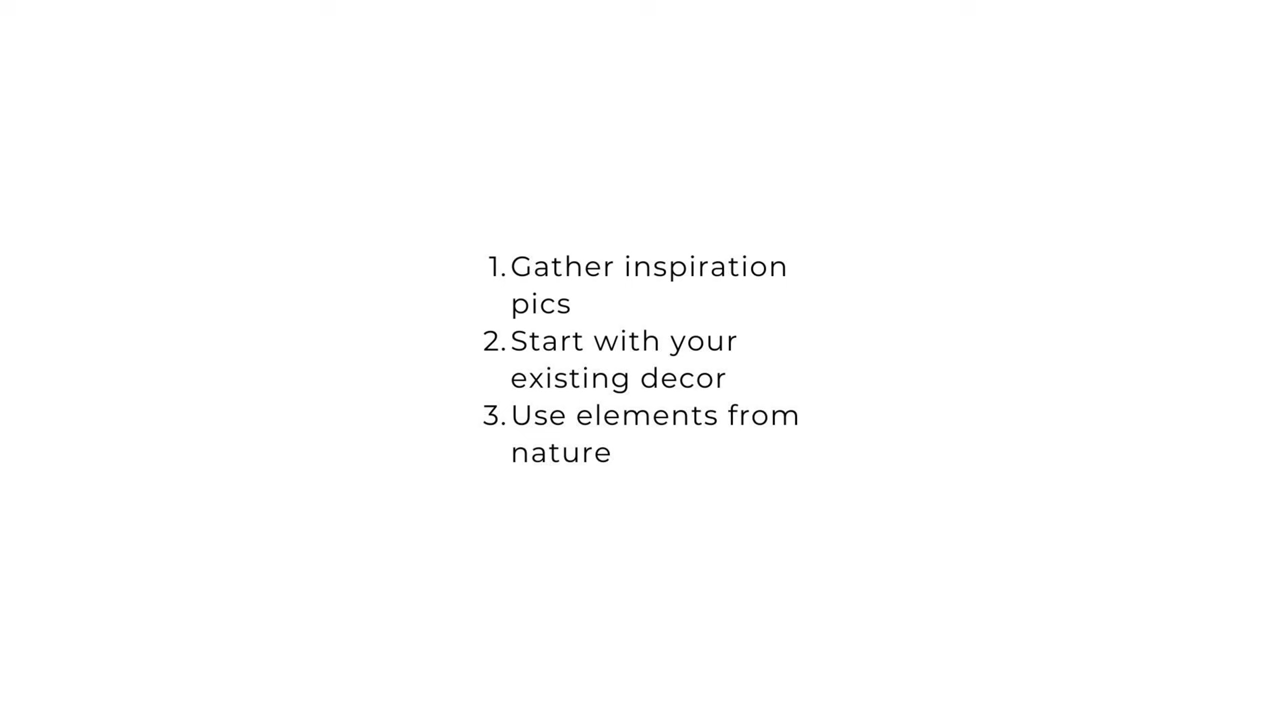 1. Gather inspiration
pics
2. Start with your
existing decor
3. Use elements from
nature